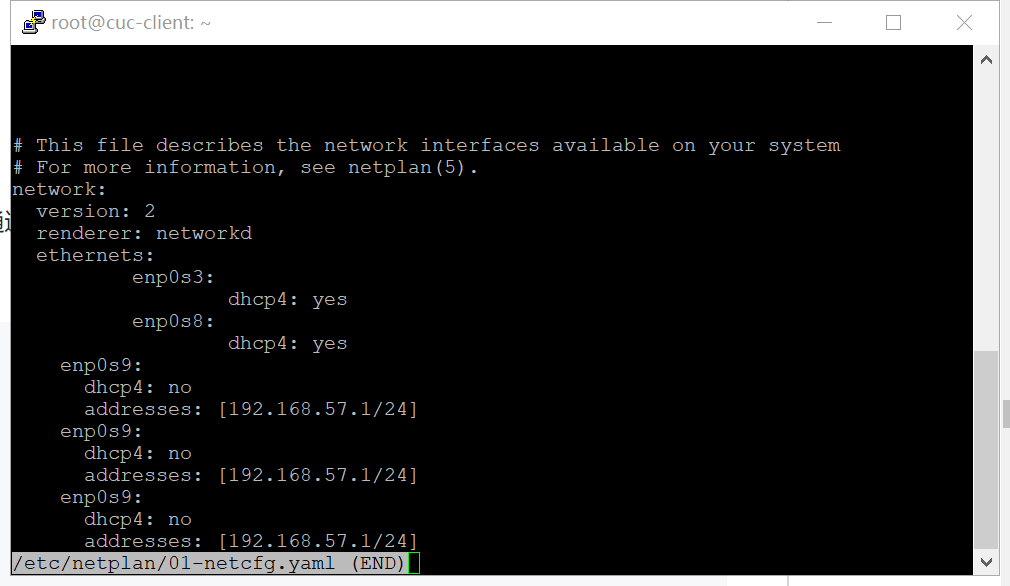 root@cuc-client: ~
# This file describes the network interfaces available on your system
# For more information, see netplan(5).
network:
  version: 2
  renderer: networkd
  ethernets:
          enp0s3:
                  dhcp4: yes
          enp0s8:
                  dhcp4: yes
    enp0s9:
      dhcp4: no
      addresses: [192.168.57.1/24]
    enp0s9:
      dhcp4: no
      addresses: [192.168.57.1/24]
    enp0s9:
      dhcp4: no
      addresses: [192.168.57.1/24]
/etc/netplan/01-netcfg.yaml (END)